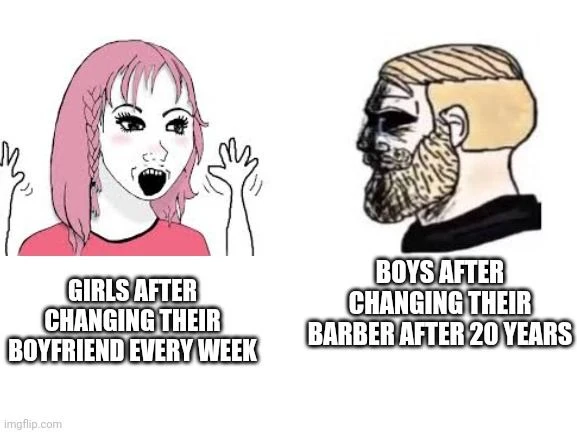 GIRLS AFTER
CHANGING THEIR
BOYFRIEND EVERY WEEK
BOYS AFTER
CHANGING THEIR
BARBER AFTER 20 YEARS
imgflip.com